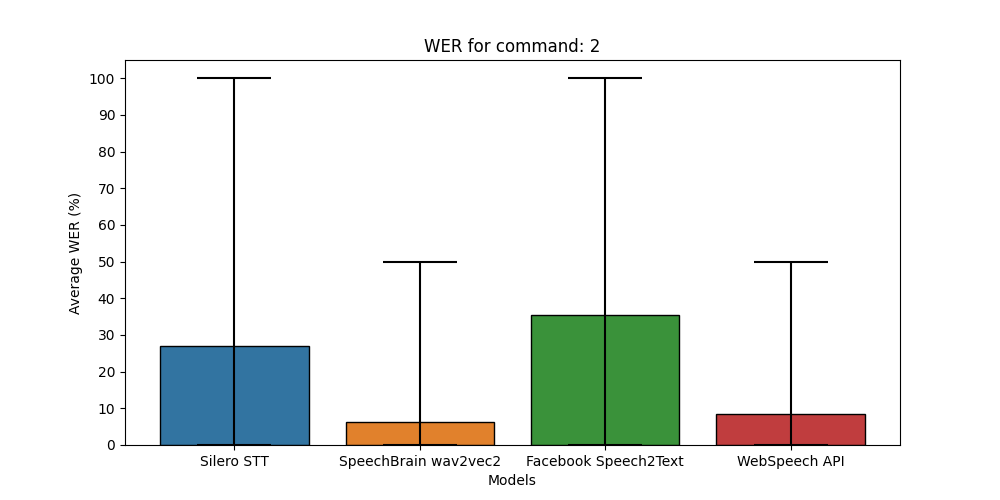 WER for command: 2
Average WER (%)
100
90
80
70
60
50
40
30
20
10
0
Silero STT
SpeechBrain wav2vec2
Facebook Speech2Text
WebSpeech API
Models